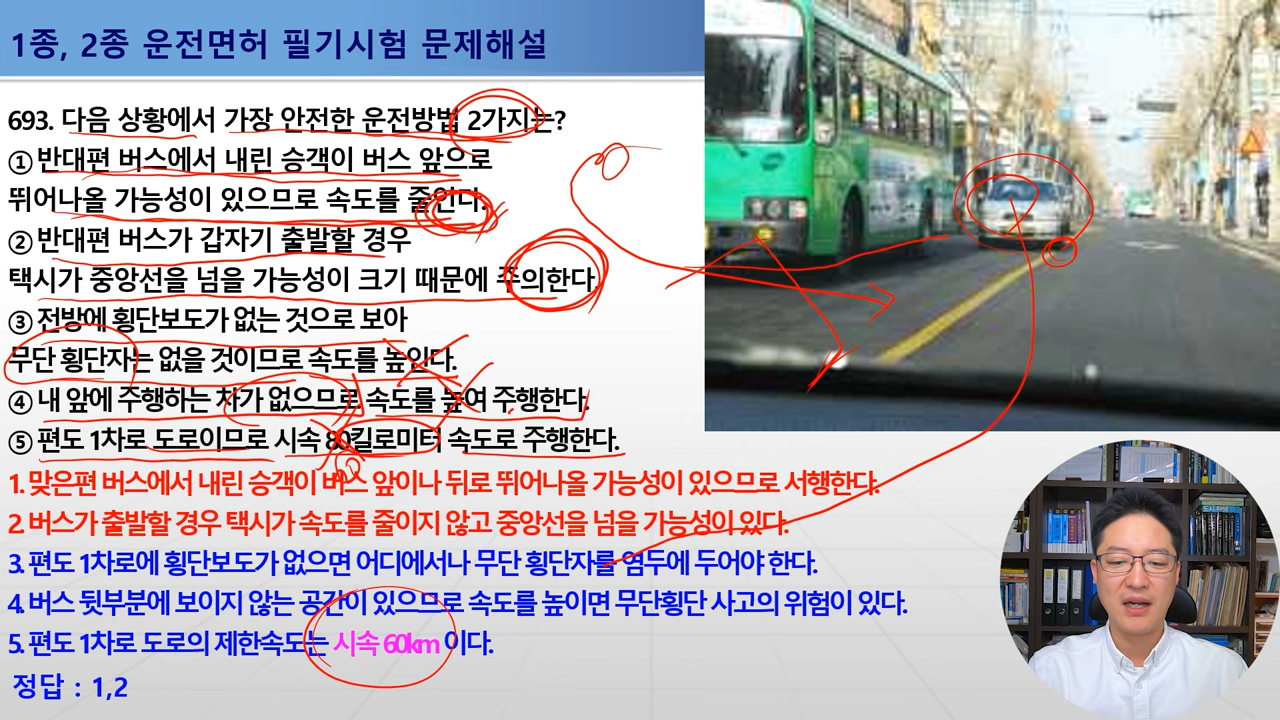 1종, 2종 운전면허 필기시험 문제해설
693. 다음 상황에서 가장 안전한 운전방법 2가지는?
① 반대편 버스에서 내린 승객이 버스 앞으로
뛰어나올 가능성이 있으므로 속도를 줄인다.
② 반대편 버스가 갑자기 출발할 경우
택시가 중앙선을 넘을 가능성이 크기 때문에 주의한다.
③ 전방에 횡단보도가 없는 것으로 보아
무단 횡단자는 없을 것이므로 속도를 높인다.
④ 내 앞에 주행하는 차가 없으므로 속도를 높여 주행한다.
⑤ 편도 1차로 도로이므로 시속 80킬로미터 속도로 주행한다.
1. 맞은편 버스에서 내린 승객이 버스 앞이나 뒤로 뛰어나올 가능성이 있으므로 서행한다.
2. 버스가 출발할 경우 택시가 속도를 줄이지 않고 중앙선을 넘을 가능성이 있다.
3. 편도 1차로에 횡단보도가 없으면 어디에서나 무단 횡단자를 염두에 두어야 한다.
4. 버스 뒷부분에 보이지 않는 공간이 있으므로 속도를 높이면 무단횡단 사고의 위험이 있다.
5. 편도 1차로 도로의 제한속도는 시속 60km 이다.
정답 : 1,2